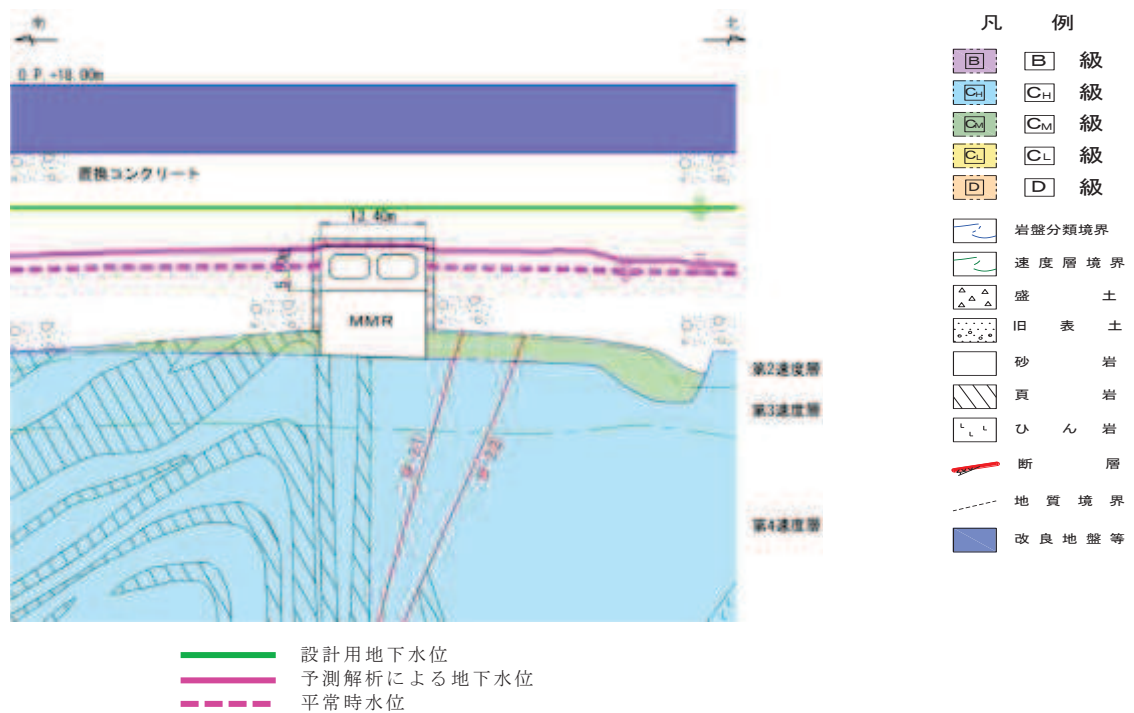 南
北
O.P.+18.00m
置換コンクリート
13.40m
MMR
第2速度層
第3速度層
第4速度層
凡 例
B B 級
CH CH 級
CM CM 級
CL CL 級
D D 級
岩盤分類境界
速度層境界
盛 土
旧 表 土
砂 岩
頁 岩
ひ ん 岩
断 層
地 質 境 界
改 良 地 盤 等
設計用地下水位
予測解析による地下水位
平常時水位